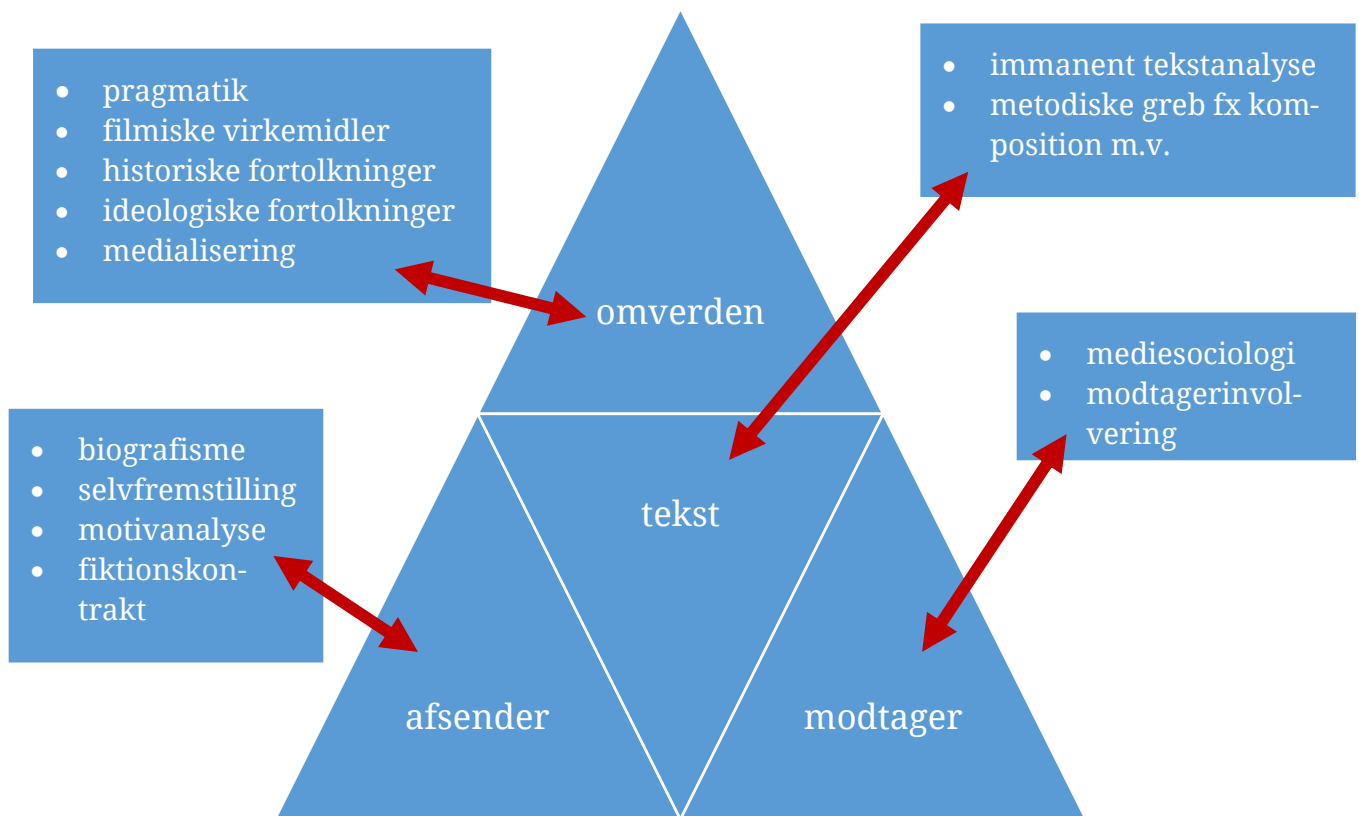 pragmatik
filmiske virkemidler
historiske fortolkninger
ideologiske fortolkninger
medialisering
immanent tekstanalyse
metodiske greb fx kom-
position m.v.
omverden
mediesociologi
modtagerinvol-
vering
biografisme
selvfremstilling
motivanalyse
fiktionskon-
trakt
tekst
afsender
modtager